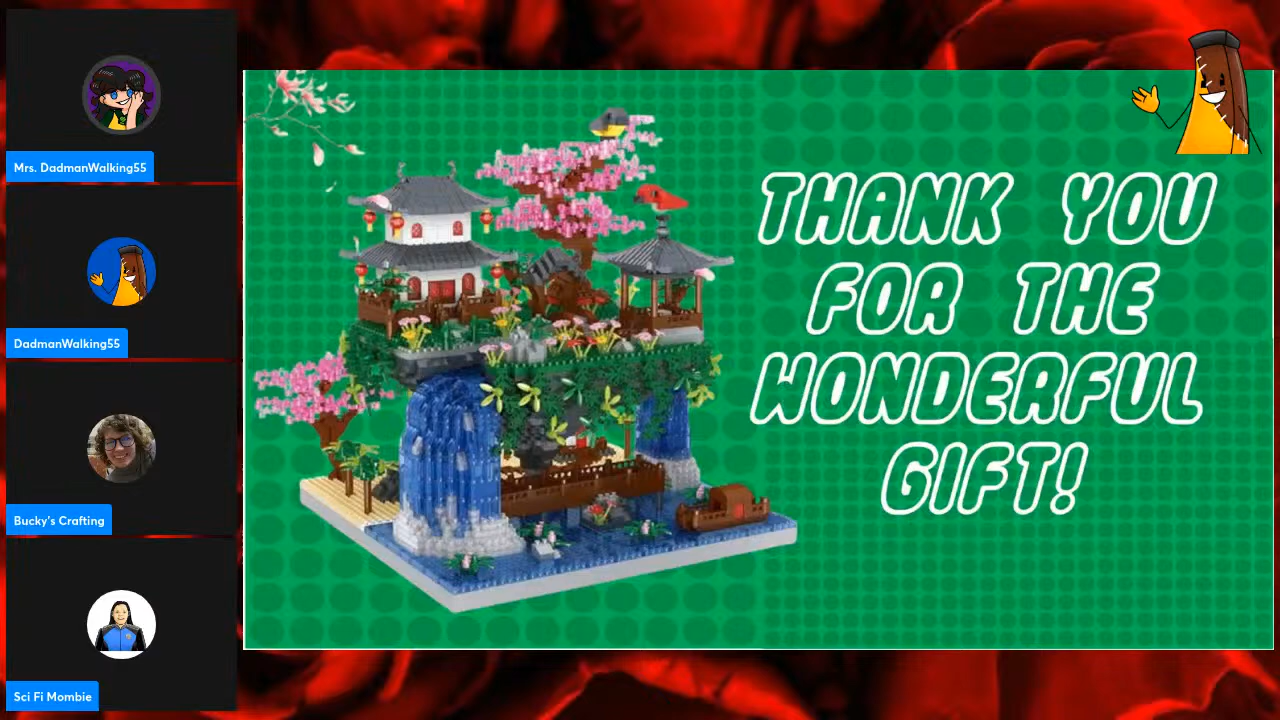 Mrs. DadmanWalking55
DadmanWalking55
Bucky's Crafting
Sci Fi Mombie
THANK YOU
FOR THE
WONDERFUL
GIFT!